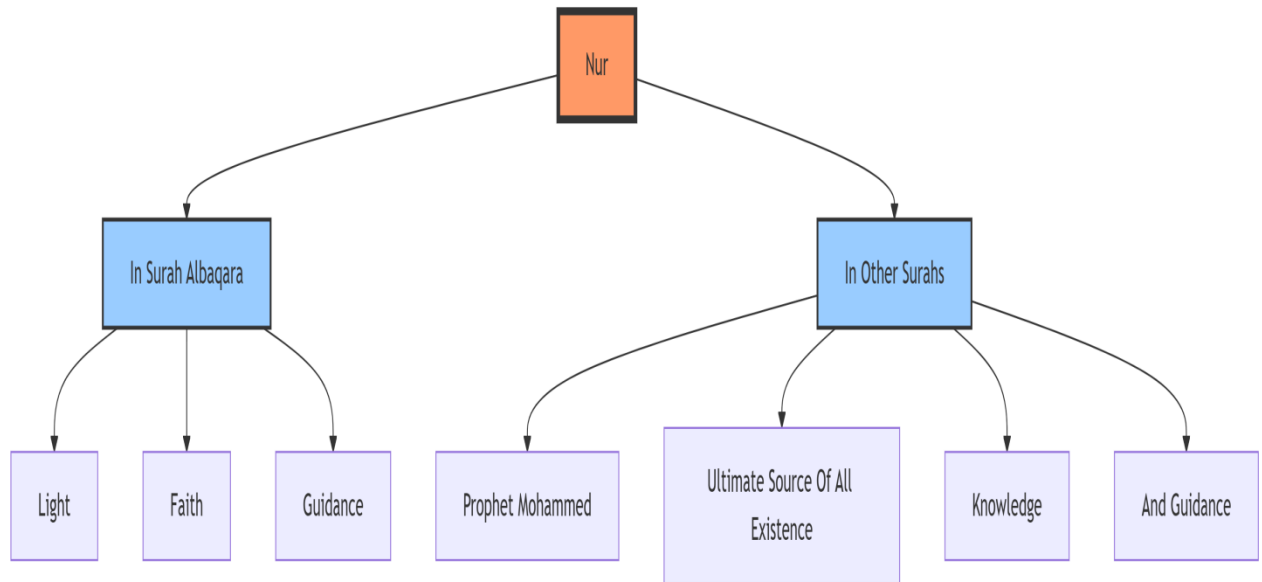 Nur
In Surah Albaqara
In Other Surahs
Light
Faith
Guidance
Prophet Mohammed
Ultimate Source Of All
Existence
Knowledge
And Guidance